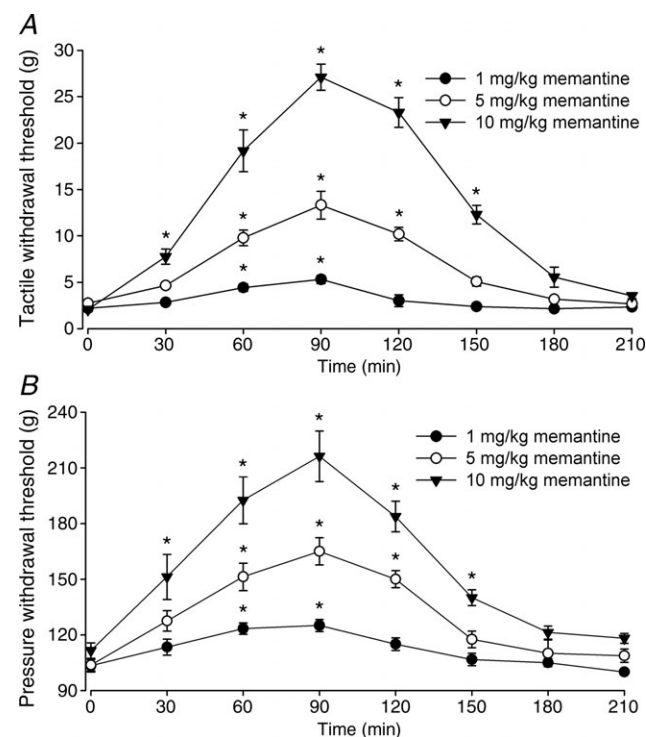 A
Tactile withdrawal threshold (g)
30
25
20
15
10
5
0
* * * * *
* * *
* *
1 mg/kg memantine
5 mg/kg memantine
10 mg/kg memantine
0 30 60 90 120 150 180 210
Time (min)
B
Pressure withdrawal threshold (g)
240
210
180
150
120
90
* * * * * *
* * *
* *
1 mg/kg memantine
5 mg/kg memantine
10 mg/kg memantine
0 30 60 90 120 150 180 210
Time (min)